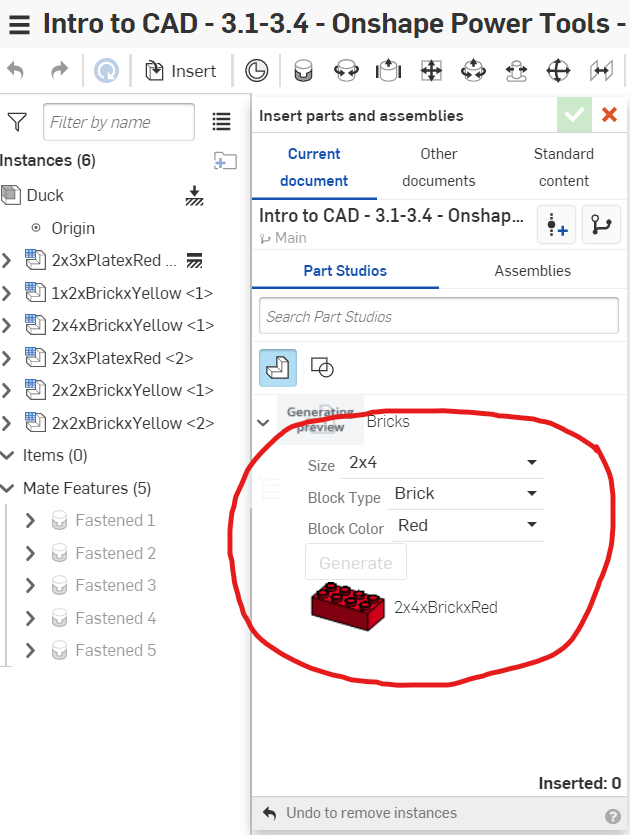 Intro to CAD - 3.1-3.4 - Onshape Power Tools -
Insert
Filter by name
Instances (6)
Duck
Origin
2x3xPlatexRed ...
1x2xBrickxYellow <1>
2x4xBrickxYellow <1>
2x3xPlatexRed <2>
2x2xBrickxYellow <1>
2x2xBrickxYellow <2>
Items (0)
Mate Features (5)
Fastened 1
Fastened 2
Fastened 3
Fastened 4
Fastened 5
Insert parts and assemblies
Current
document
Other
documents
Standard
content
Intro to CAD - 3.1-3.4 - Onshap...
Main
Part Studios
Assemblies
Search Part Studios
Generating
preview
Bricks
Size 2x4
Block Type Brick
Block Color Red
Generate
2x4xBrickxRed
Inserted: 0
Undo to remove instances
?